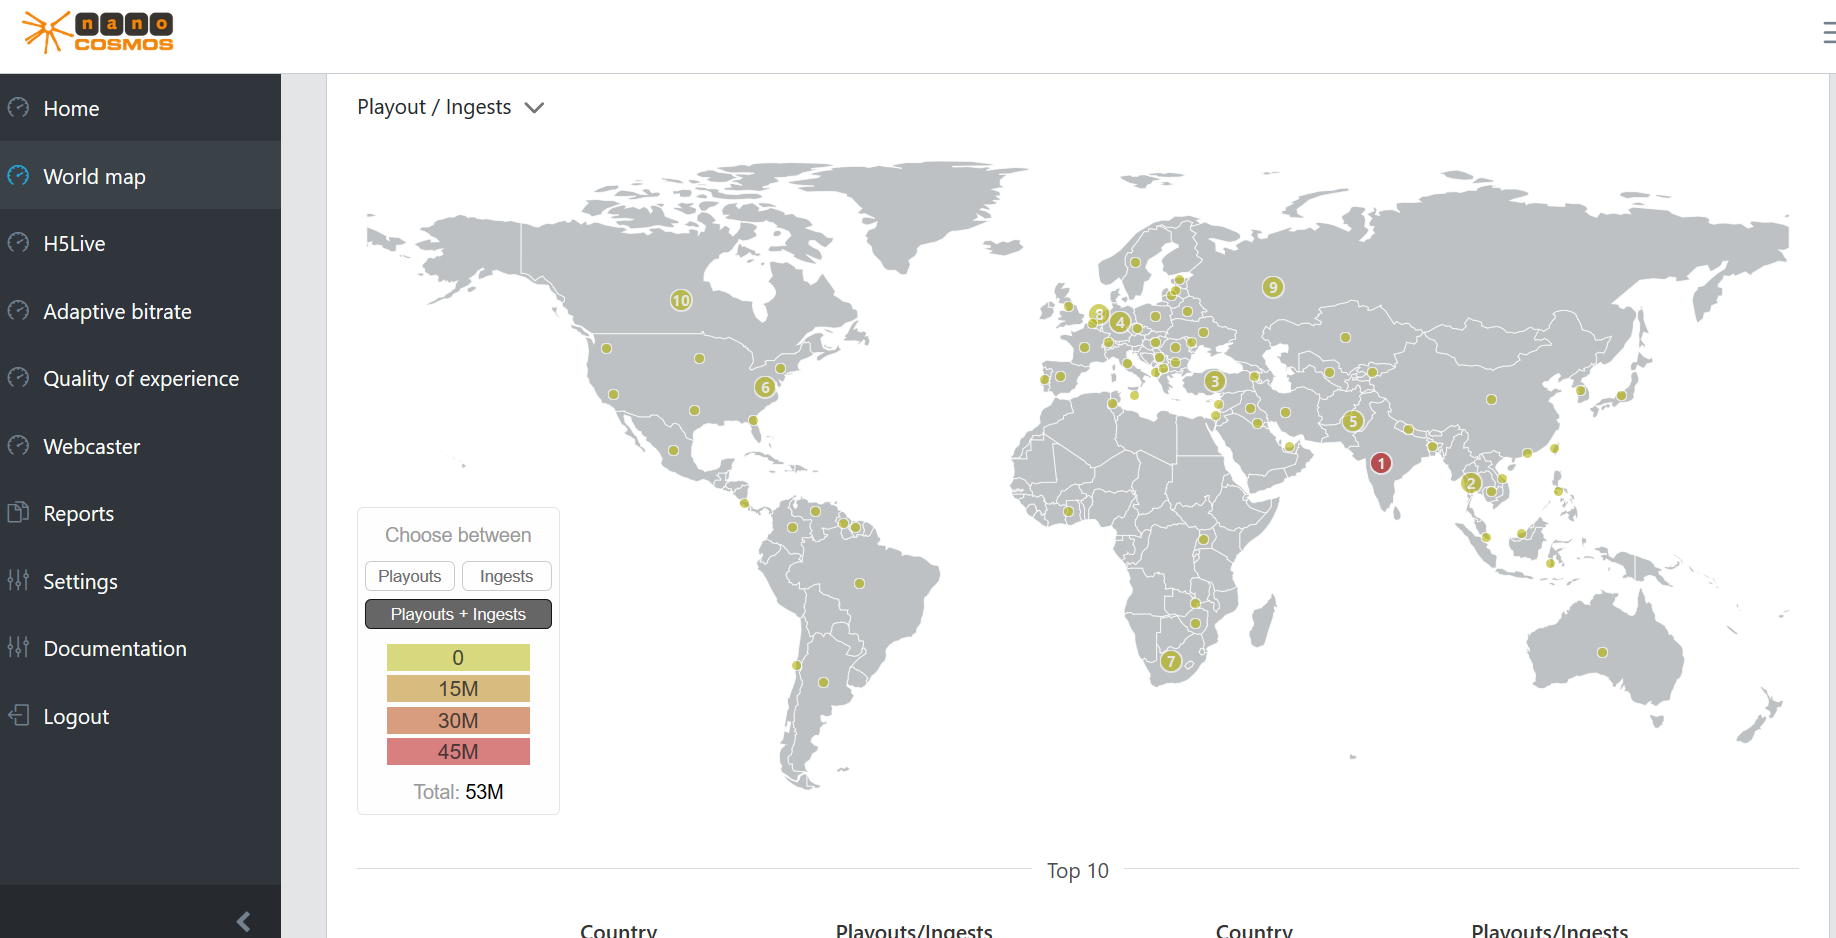 nano
COSMOS
Home
World map
H5Live
Adaptive bitrate
Quality of experience
Webcaster
Reports
Settings
Documentation
Logout
Playout / Ingests
10
9
8
4
6
3
5
1
2
7
Choose between
Playouts Ingests
Playouts + Ingests
0
15M
30M
45M
Total: 53M
Top 10
Country Playouts/Ingests Country Playouts/Ingests